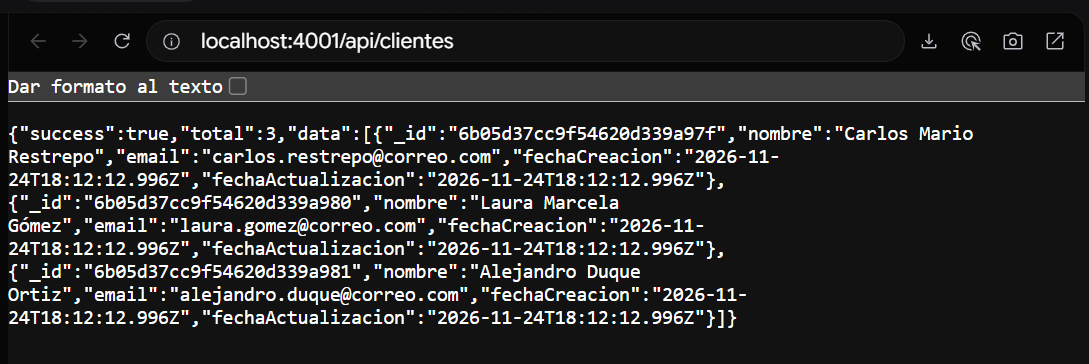 localhost:4001/api/clientes
Dar formato al texto
{"success":true,"total":3,"data":[{"_id":"6b05d37cc9f54620d339a97f","nombre":"Carlos Mario
Restrepo","email":"carlos.restrepo@correo.com","fechaCreacion":"2026-11-
24T18:12:12.996Z","fechaActualizacion":"2026-11-24T18:12:12.996Z"},
{"_id":"6b05d37cc9f54620d339a980","nombre":"Laura Marcela
Gómez","email":"laura.gomez@correo.com","fechaCreacion":"2026-11-
24T18:12:12.996Z","fechaActualizacion":"2026-11-24T18:12:12.996Z"},
{"_id":"6b05d37cc9f54620d339a981","nombre":"Alejandro Duque
Ortiz","email":"alejandro.duque@correo.com","fechaCreacion":"2026-11-
24T18:12:12.996Z","fechaActualizacion":"2026-11-24T18:12:12.996Z"}]}